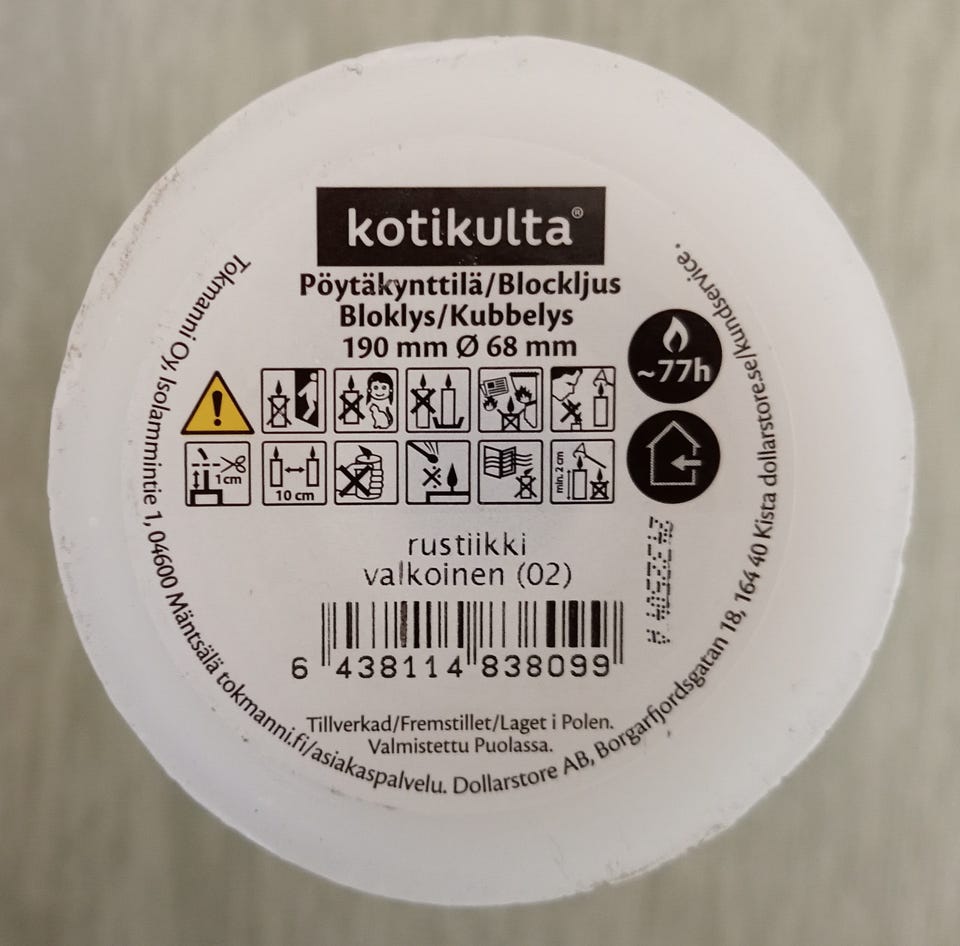 kotikulta®
Pöytäkynttilä/Blockljus
Bloklys/Kubbelys
190 mm Ø 68 mm
~77h
1cm
10 cm
min. 2 cm
rustiikki
valkoinen (02)
6 438114 838099
Tillverkad/Fremstillet/Laget i Polen.
Valmistettu Puolassa.
Tokmanni Oy, Isolammintie 1, 04600 Mäntsälä tokmanni.fi/asiakaspalvelu. Dollarstore AB, Borgarfjordsgatan 18, 164 40 Kista dollarstore.se/kundservice.